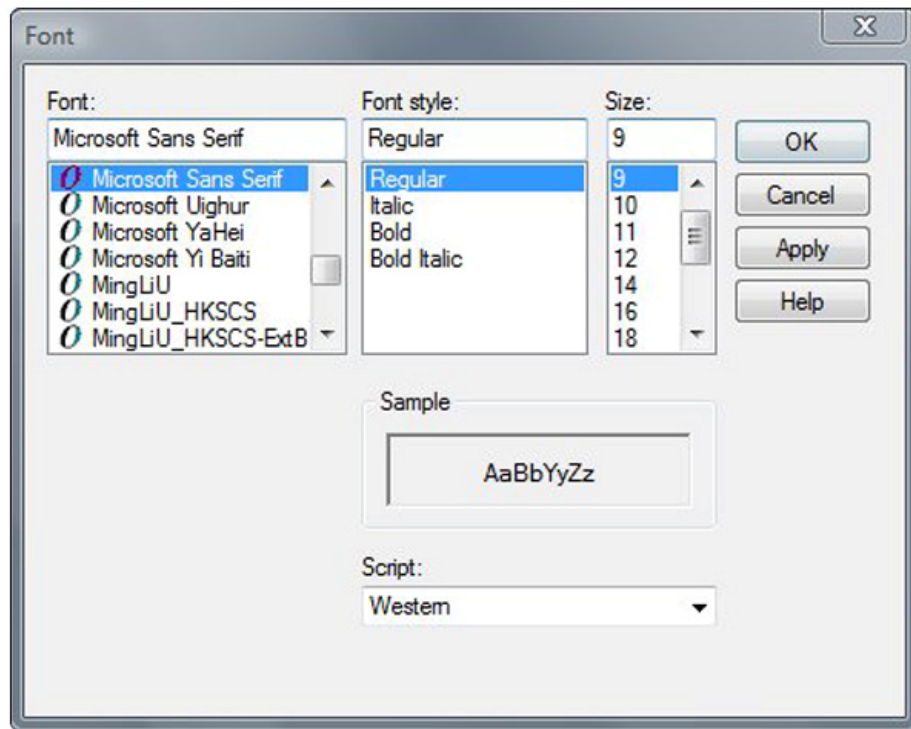 Font
Font:
Font style:
Size:
Microsoft Sans Serif
Regular
9
OK
Microsoft Sans Serif
Microsoft Uighur
Microsoft YaHei
Microsoft Yi Baiti
MingLiU
MingLiU_HKSCS
MingLiU_HKSCS-ExtB
Regular
Italic
Bold
Bold Italic
9
10
11
12
14
16
18
Cancel
Apply
Help
Sample
AaBbYyZz
Script:
Western